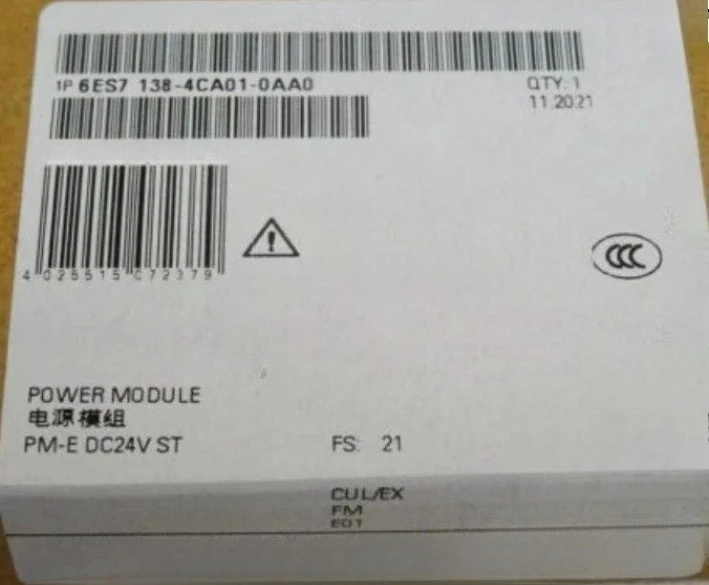 1P 6ES7 138-4CA01-0AA0
QTY: 1
11.2021
4 025515 072379
CCC
POWER MODULE
电源模组
PM-E DC24V ST
FS: 21
CUL/EX
FM
E01